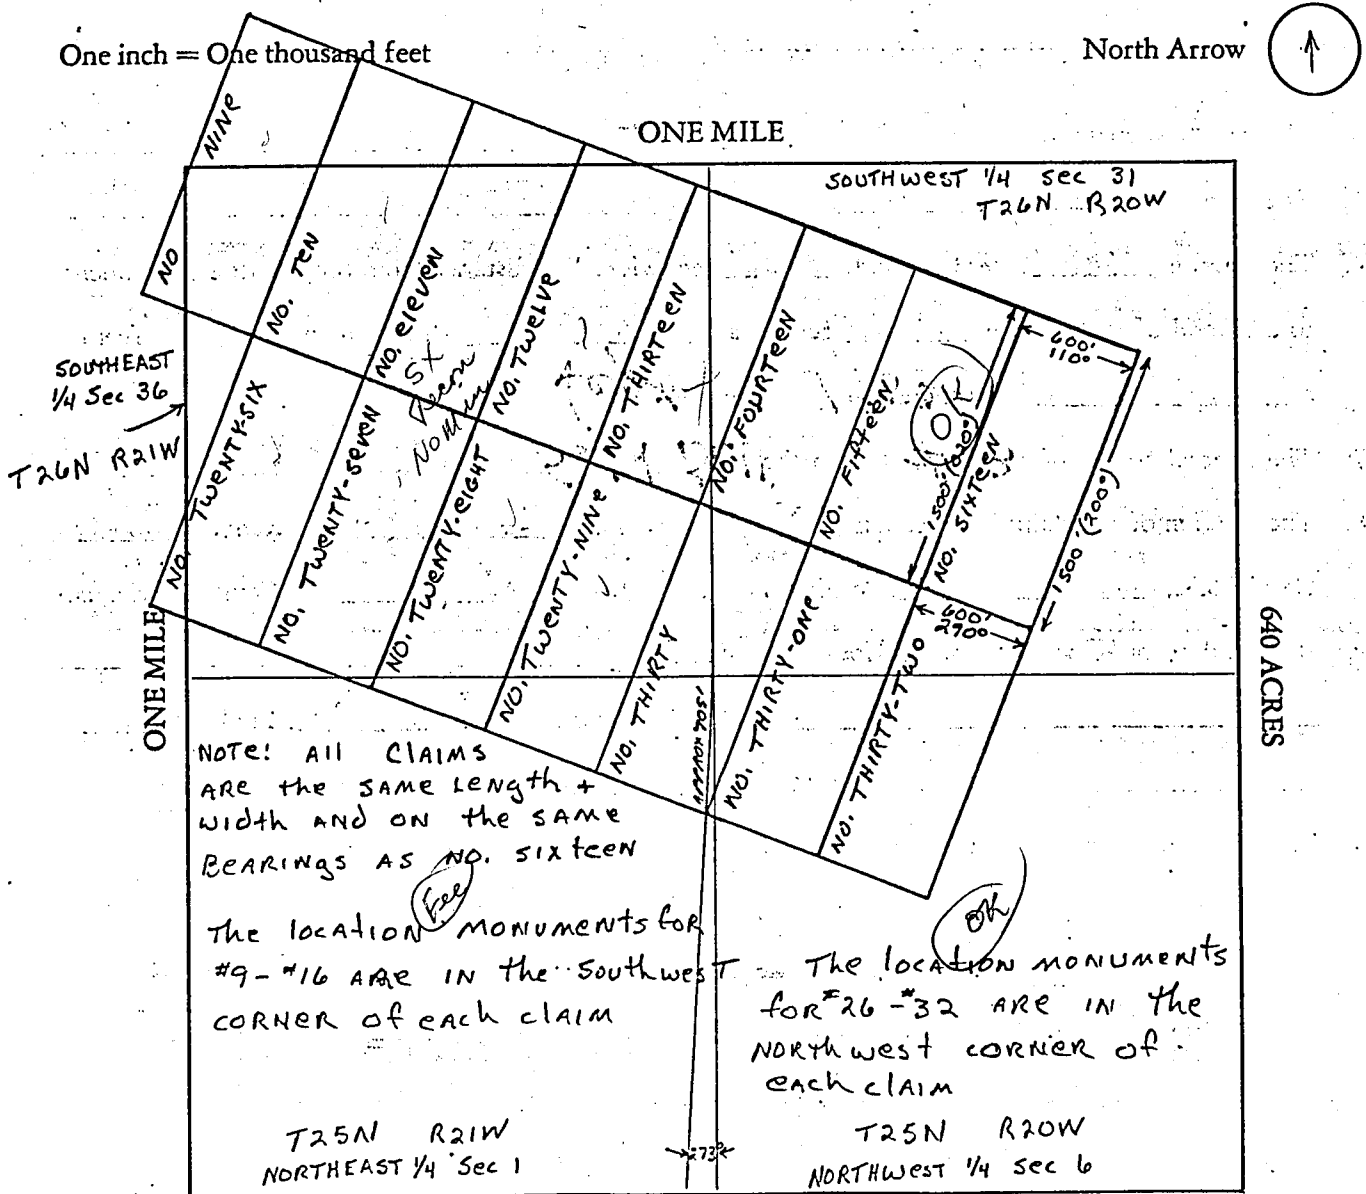 One inch = One thousand feet
North Arrow
ONE MILE
SOUTHWEST 1/4 SEC 31
T26N R20W
NO NINE
NO. TEN
NO. ELEVEN
NO. TWELVE
NO. THIRTEEN
NO. FOURTEEN
NO. FIFTEEN
NO. SIXTEEN
600'
110°
1500' (020°)
1500' (200°)
OK
SOUTHEAST
1/4 Sec 36
T26N R21W
NO. TWENTY-SIX
NO. TWENTY-SEVEN
NO. TWENTY-EIGHT
NO. TWENTY-NINE
NO. THIRTY
NO. THIRTY-ONE
NO. THIRTY-TWO
600'
290°
ONE MILE
640 ACRES
APPROX 705'
NOTE! All CLAIMS
ARE the SAME LENgth +
WIDth AND ON the SAME
BEARINgs AS NO. SIXteeN
Fee
The locAtioN MoNuMeNts foR
#9-#16 ARE IN the SouthwesT
CORNER of eAch clAIM
OK
The locAtioN MONUMENts
foR #26-#32 ARE IN the
NORthwest CORNER of
eAch clAIM
T25N R21W
NORTHEAST 1/4 Sec 1
273'
T25N R20W
NORTHWEST 1/4 Sec 6